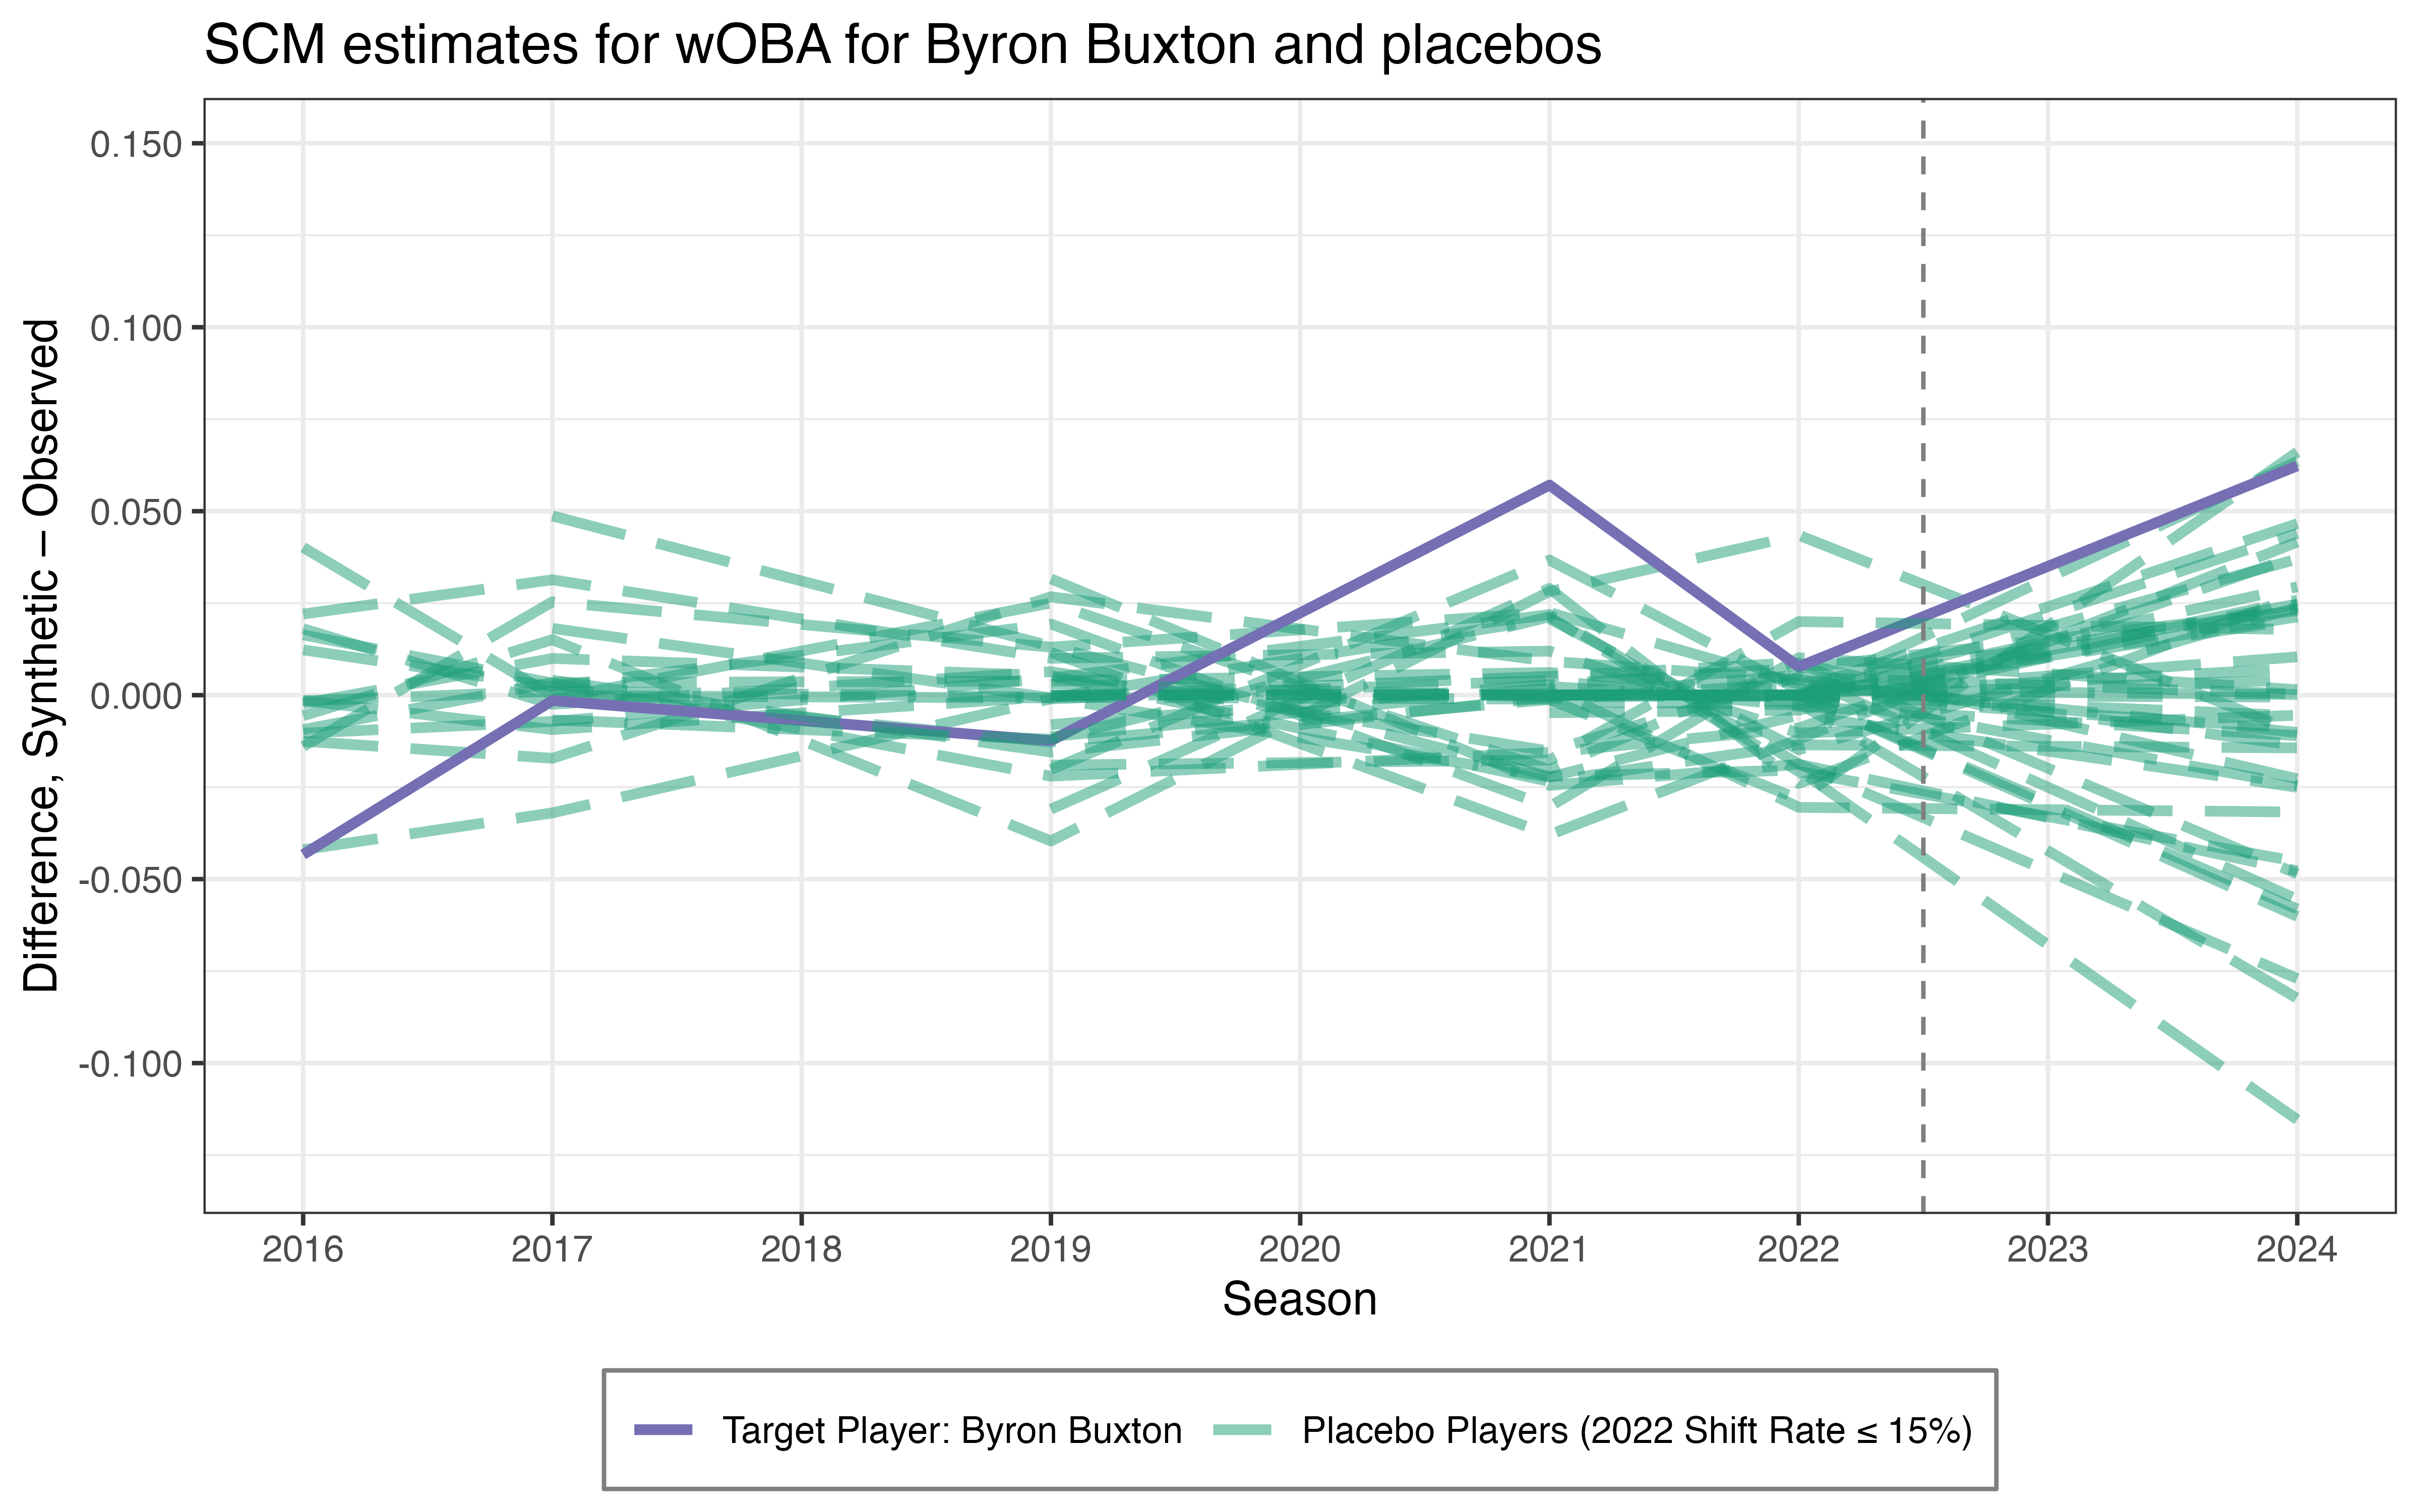 SCM estimates for wOBA for Byron Buxton and placebos
Difference, Synthetic − Observed
0.150
0.100
0.050
0.000
-0.050
-0.100
2016 2017 2018 2019 2020 2021 2022 2023 2024
Season
Target Player: Byron Buxton Placebo Players (2022 Shift Rate ≤ 15%)